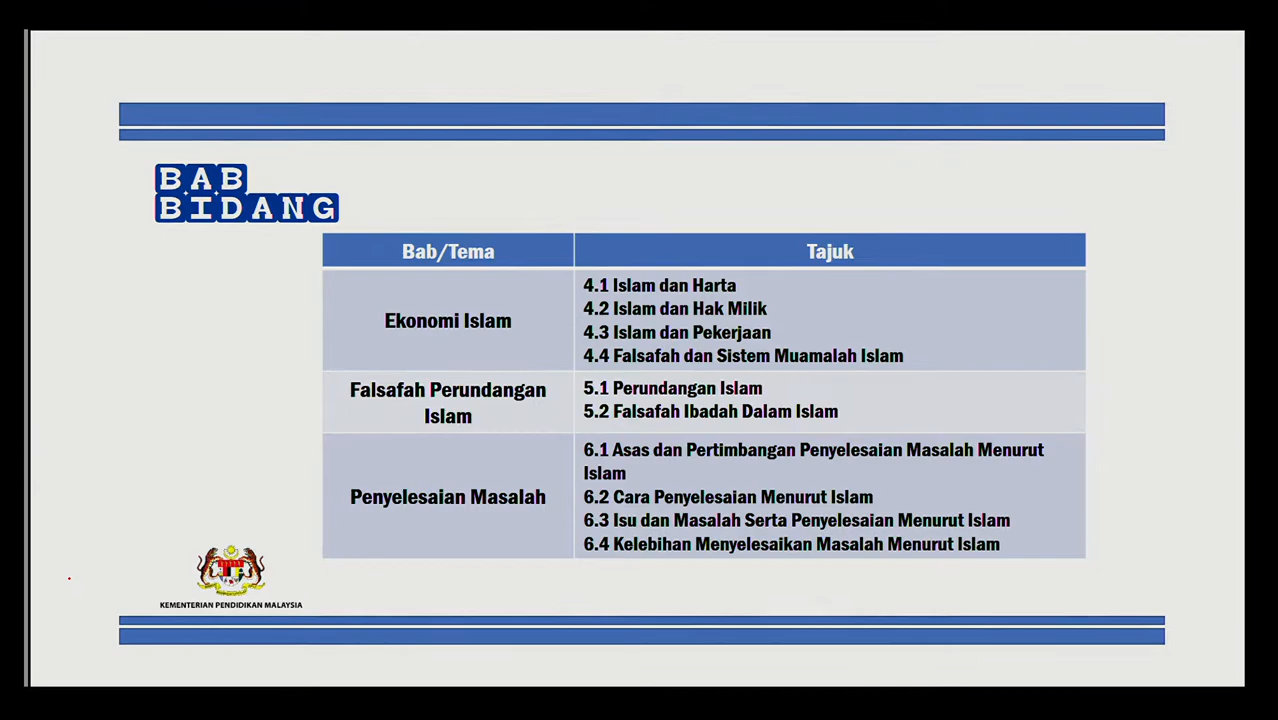 BAB
BIDANG
Bab/Tema
Tajuk
Ekonomi Islam
4.1 Islam dan Harta
4.2 Islam dan Hak Milik
4.3 Islam dan Pekerjaan
4.4 Falsafah dan Sistem Muamalah Islam
Falsafah Perundangan
Islam
5.1 Perundangan Islam
5.2 Falsafah Ibadah Dalam Islam
Penyelesaian Masalah
6.1 Asas dan Pertimbangan Penyelesaian Masalah Menurut
Islam
6.2 Cara Penyelesaian Menurut Islam
6.3 Isu dan Masalah Serta Penyelesaian Menurut Islam
6.4 Kelebihan Menyelesaikan Masalah Menurut Islam
KEMENTERIAN PENDIDIKAN MALAYSIA